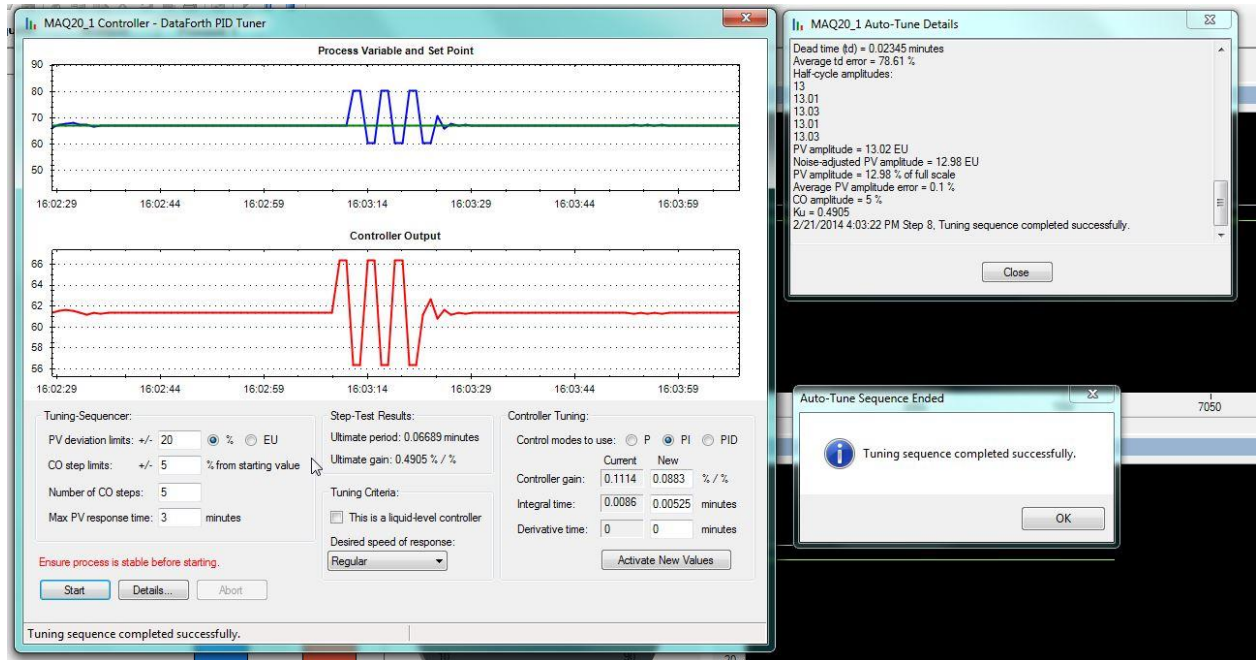 MAQ20_1 Controller - DataForth PID Tuner
Process Variable and Set Point
90
80
70
60
50
16:02:29 16:02:44 16:02:59 16:03:14 16:03:29 16:03:44 16:03:59
Controller Output
66
64
62
60
58
56
16:02:29 16:02:44 16:02:59 16:03:14 16:03:29 16:03:44 16:03:59
Tuning-Sequencer:
PV deviation limits: +/- 20 % EU
CO step limits: +/- 5 % from starting value
Number of CO steps: 5
Max PV response time: 3 minutes
Ensure process is stable before starting.
Start Details... Abort
Step-Test Results:
Ultimate period: 0.06689 minutes
Ultimate gain: 0.4905 % / %
Tuning Criteria:
This is a liquid-level controller
Desired speed of response:
Regular
Controller Tuning:
Control modes to use: P PI PID
Current New
Controller gain: 0.1114 0.0883 % / %
Integral time: 0.0086 0.00525 minutes
Derivative time: 0 0 minutes
Activate New Values
Tuning sequence completed successfully.
MAQ20_1 Auto-Tune Details
Dead time (td) = 0.02345 minutes
Average td error = 78.61 %
Half-cycle amplitudes:
13
13.01
13.03
13.01
13.03
PV amplitude = 13.02 EU
Noise-adjusted PV amplitude = 12.98 EU
PV amplitude = 12.98 % of full scale
Average PV amplitude error = 0.1 %
CO amplitude = 5 %
Ku = 0.4905
2/21/2014 4:03:22 PM Step 8, Tuning sequence completed successfully.
Close
Auto-Tune Sequence Ended
Tuning sequence completed successfully.
OK
7050